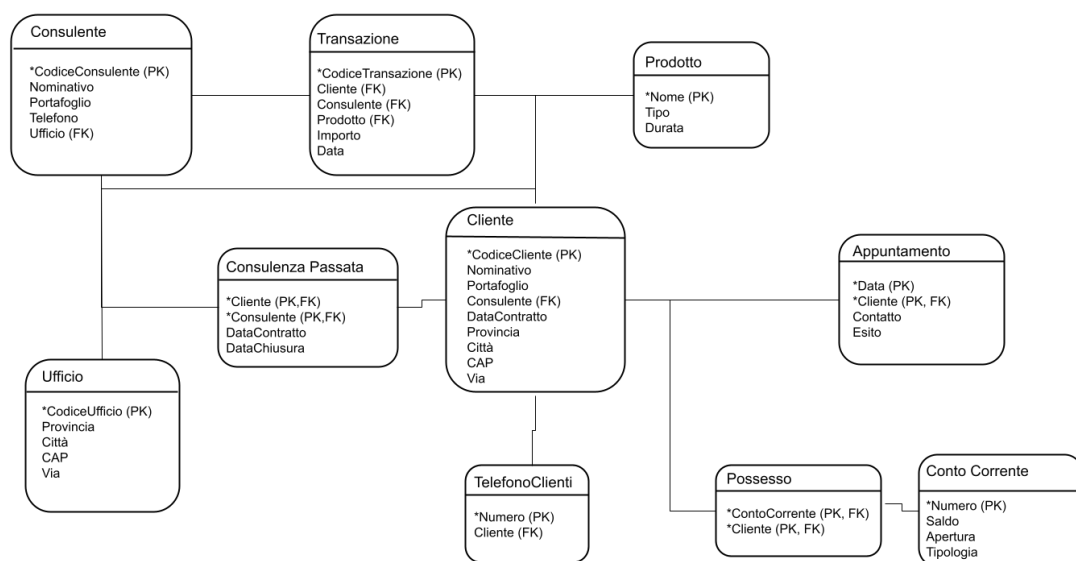 Consulente
*CodiceConsulente (PK)
Nominativo
Portafoglio
Telefono
Ufficio (FK)
Transazione
*CodiceTransazione (PK)
Cliente (FK)
Consulente (FK)
Prodotto (FK)
Importo
Data
Prodotto
*Nome (PK)
Tipo
Durata
Consulenza Passata
*Cliente (PK,FK)
*Consulente (PK,FK)
DataContratto
DataChiusura
Cliente
*CodiceCliente (PK)
Nominativo
Portafoglio
Consulente (FK)
DataContratto
Provincia
Città
CAP
Via
Appuntamento
*Data (PK)
*Cliente (PK, FK)
Contatto
Esito
Ufficio
*CodiceUfficio (PK)
Provincia
Città
CAP
Via
TelefonoClienti
*Numero (PK)
Cliente (FK)
Possesso
*ContoCorrente (PK, FK)
*Cliente (PK, FK)
Conto Corrente
*Numero (PK)
Saldo
Apertura
Tipologia